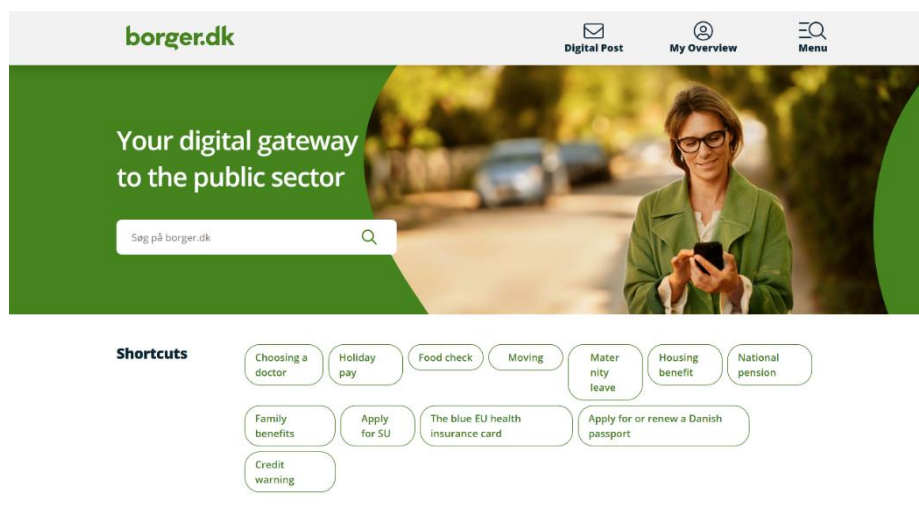 borger.dk
Digital Post
My Overview
Menu
Your digital gateway
to the public sector
Søg på borger.dk
Shortcuts
Choosing a
doctor
Holiday
pay
Food check
Moving
Mater
nity
leave
Housing
benefit
National
pension
Family
benefits
Apply
for SU
The blue EU health
insurance card
Apply for or renew a Danish
passport
Credit
warning